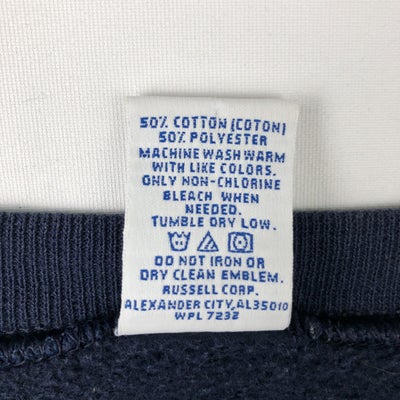 50% COTTON (COTON)
50% POLYESTER
MACHINE WASH WARM
WITH LIKE COLORS.
ONLY NON-CHLORINE
BLEACH WHEN
NEEDED.
TUMBLE DRY LOW.
DO NOT IRON OR
DRY CLEAN EMBLEM.
RUSSELL CORP.
ALEXANDER CITY,AL35010
WPL 7232